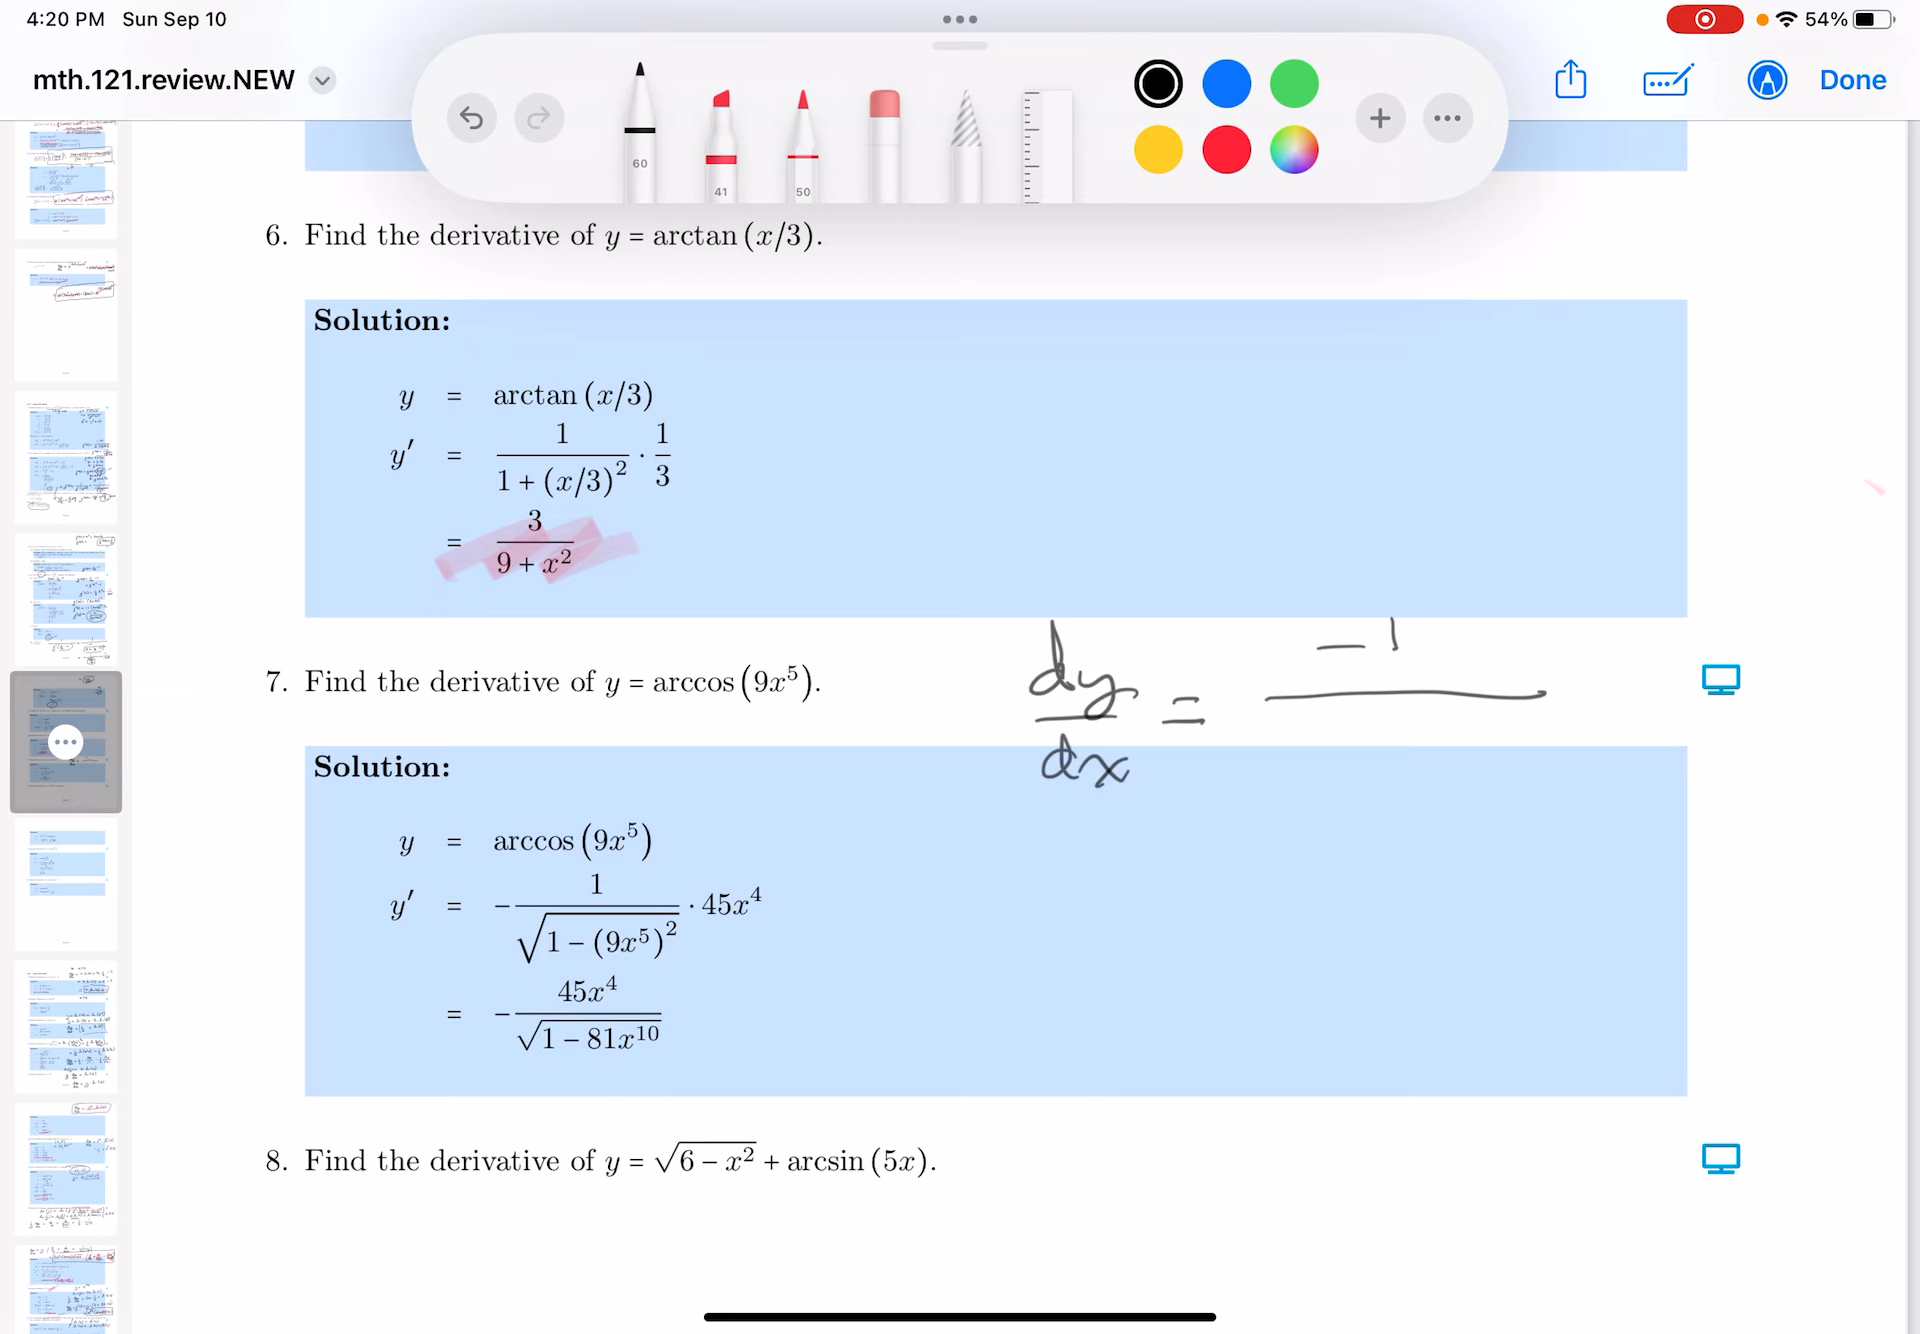 4:20 PM Sun Sep 10
54%
mth.121.review.NEW
Done
60
41
50
6. Find the derivative of y = arctan (x/3).
Solution:
y = arctan (x/3)
y′ = 1/(1 + (x/3)²) · 1/3
= 3/(9 + x²)
7. Find the derivative of y = arccos (9x⁵).
dy/dx = −1
Solution:
y = arccos (9x⁵)
y′ = −1/√(1 − (9x⁵)²) · 45x⁴
= −45x⁴/√(1 − 81x¹⁰)
8. Find the derivative of y = √(6 − x²) + arcsin (5x).